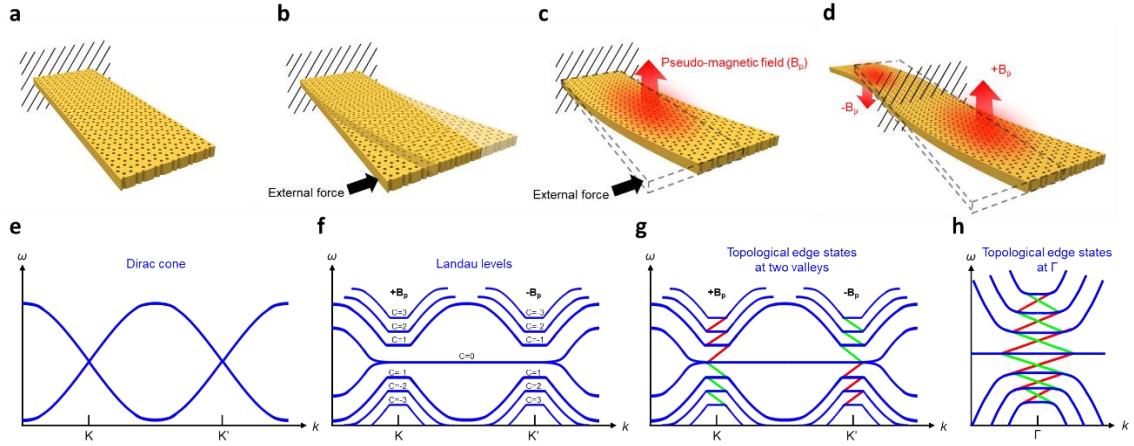 a
b
c
d
External force
Pseudo-magnetic field (Bp)
External force
-Bp
+Bp
e
f
g
h
ω
Dirac cone
K
K'
k
ω
Landau levels
+Bp
-Bp
C=3
C=2
C=1
C=0
C=-1
C=-2
C=-3
C=-3
C=-2
C=-1
C=1
C=2
C=3
K
K'
k
ω
Topological edge states
at two valleys
+Bp
-Bp
K
K'
k
Topological edge states
at Γ
ω
Γ
k